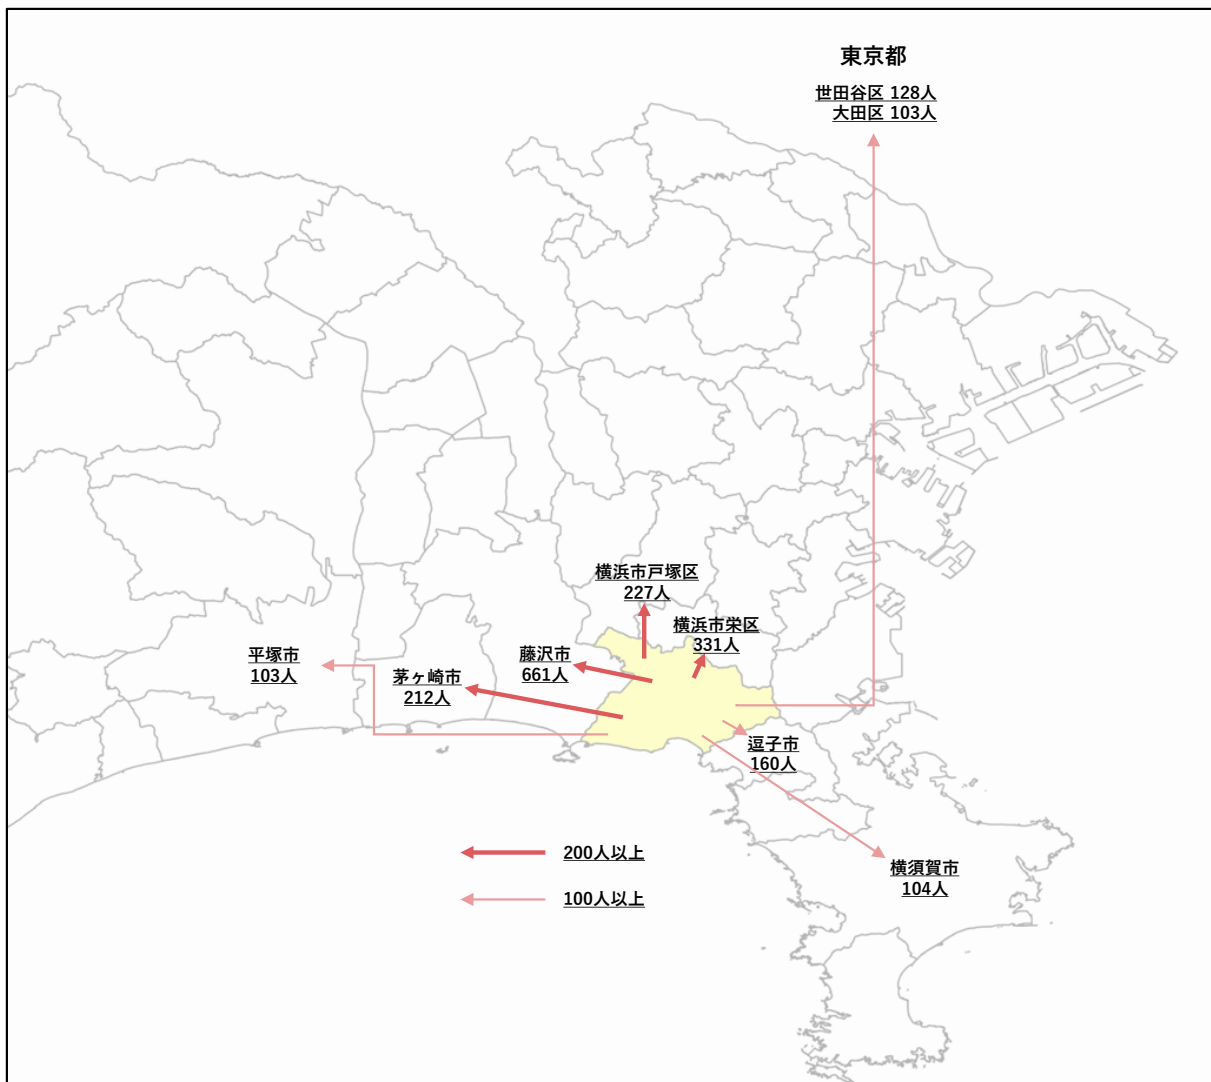 東京都
世田谷区 128人
大田区 103人
横浜市戸塚区
227人
横浜市栄区
331人
藤沢市
661人
平塚市
103人
茅ヶ崎市
212人
逗子市
160人
横須賀市
104人
200人以上
100人以上